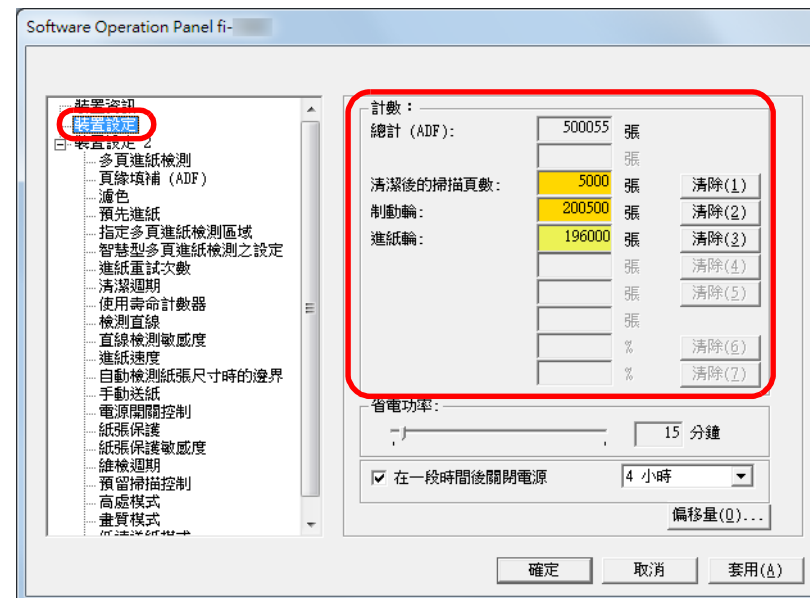 Software Operation Panel fi-
裝置資訊
裝置設定
裝置設定 2
多頁進紙檢測
頁緣填補 (ADF)
濾色
預先進紙
指定多頁進紙檢測區域
智慧型多頁進紙檢測之設定
進紙重試次數
清潔週期
使用壽命計數器
檢測直線
直線檢測敏感度
進紙速度
自動檢測紙張尺寸時的邊界
手動送紙
電源開關控制
紙張保護
紙張保護敏感度
維檢週期
預留掃描控制
高處模式
畫質模式
低速送紙模式
計數：
總計 (ADF): 500055 張
張
清潔後的掃描頁數: 5000 張 清除(1)
制動輪: 200500 張 清除(2)
進紙輪: 196000 張 清除(3)
張 清除(4)
張 清除(5)
張
% 清除(6)
% 清除(7)
省電功率:
15 分鐘
在一段時間後關閉電源 4 小時
偏移量(O)...
確定 取消 套用(A)